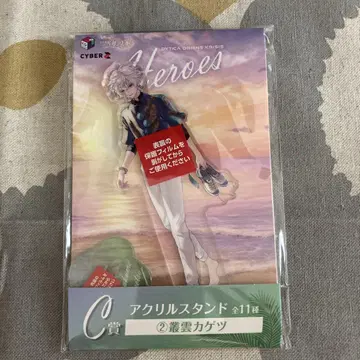 CYBER Z
Heroes
表面の
保護フィルムを
剥がしてから
ご使用ください
C賞
アクリルスタンド 全11種
②叢雲カゲツ